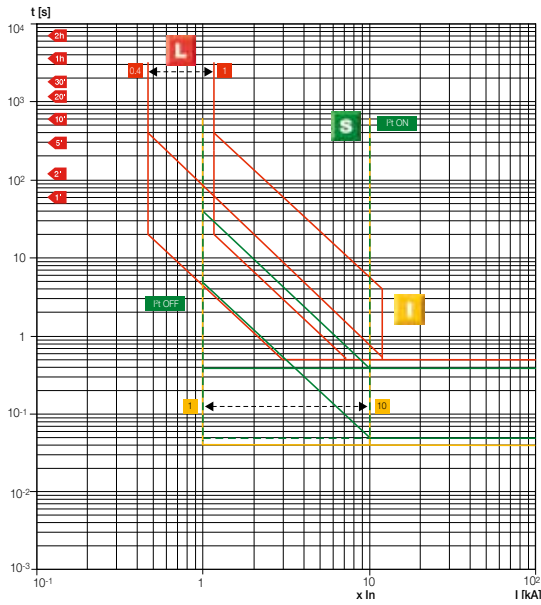 t [s]
10⁴
2h
L
1h
0.4
1
30'
20'
10³
10'
S
I²t ON
5'
10²
2'
1'
10
I²t OFF
I
1
1
10
10⁻¹
10⁻²
10⁻³
10⁻¹
1
10
10²
x In
I [kA]